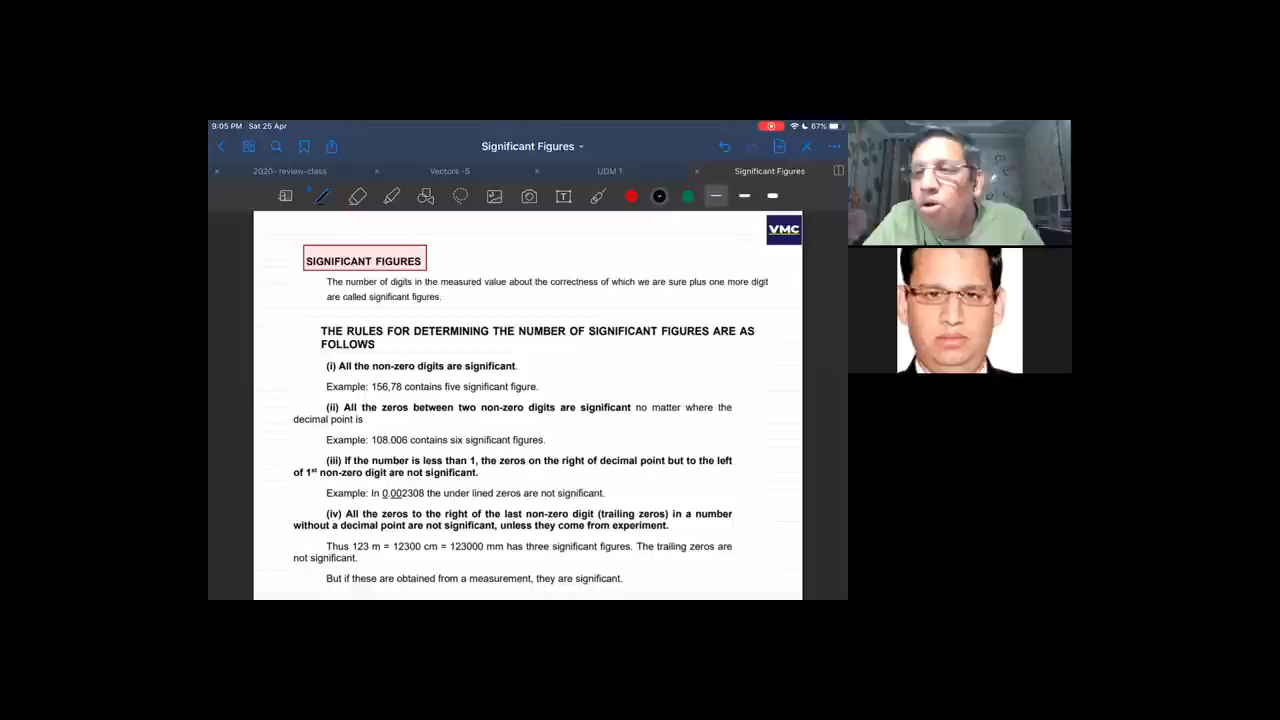 9:05 PM Sat 25 Apr
67%
Significant Figures
2020- review-class
Vectors -5
UDM 1
Significant Figures
VMC
SIGNIFICANT FIGURES
The number of digits in the measured value about the correctness of which we are sure plus one more digit
are called significant figures.
THE RULES FOR DETERMINING THE NUMBER OF SIGNIFICANT FIGURES ARE AS
FOLLOWS
(i) All the non-zero digits are significant.
Example: 156,78 contains five significant figure.
(ii) All the zeros between two non-zero digits are significant no matter where the
decimal point is
Example: 108.006 contains six significant figures.
(iii) If the number is less than 1, the zeros on the right of decimal point but to the left
of 1st non-zero digit are not significant.
Example: In 0.002308 the under lined zeros are not significant.
(iv) All the zeros to the right of the last non-zero digit (trailing zeros) in a number
without a decimal point are not significant, unless they come from experiment.
Thus 123 m = 12300 cm = 123000 mm has three significant figures. The trailing zeros are
not significant.
But if these are obtained from a measurement, they are significant.